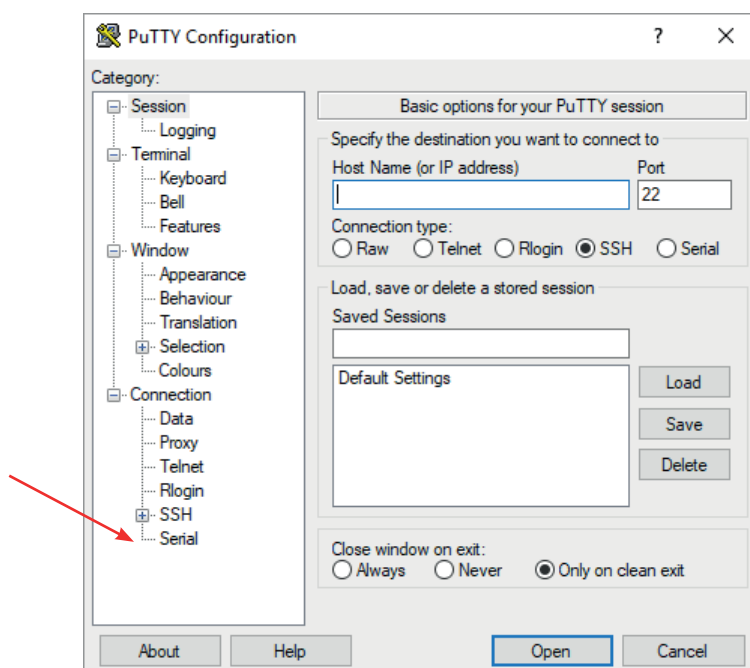 PuTTY Configuration
?
Category:
Session
Logging
Terminal
Keyboard
Bell
Features
Window
Appearance
Behaviour
Translation
Selection
Colours
Connection
Data
Proxy
Telnet
Rlogin
SSH
Serial
Basic options for your PuTTY session
Specify the destination you want to connect to
Host Name (or IP address) Port
22
Connection type:
Raw Telnet Rlogin SSH Serial
Load, save or delete a stored session
Saved Sessions
Default Settings
Load
Save
Delete
Close window on exit:
Always Never Only on clean exit
About Help Open Cancel